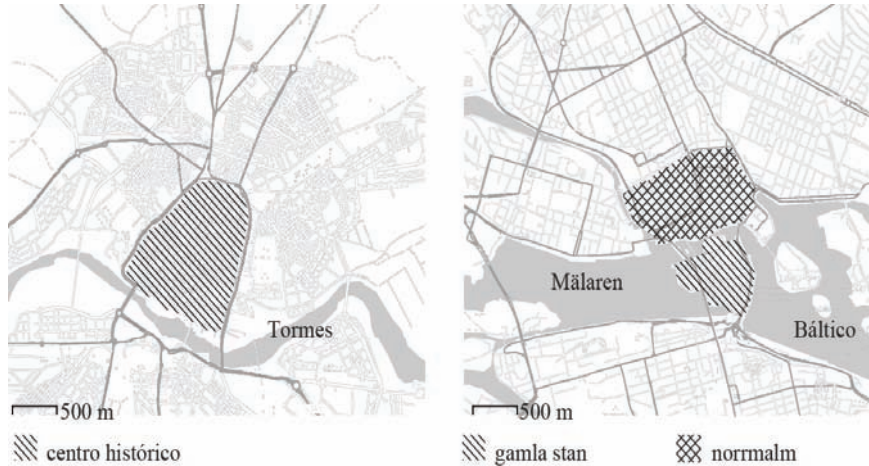 Tormes
500 m
centro histórico
Mälaren
Báltico
500 m
gamla stan
norrmalm